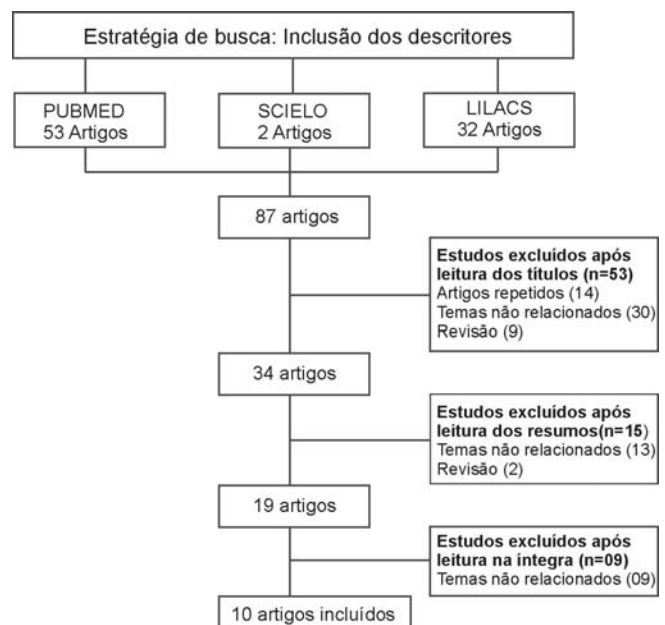 Estratégia de busca: Inclusão dos descritores
PUBMED
53 Artigos
SCIELO
2 Artigos
LILACS
32 Artigos
87 artigos
Estudos excluídos após
leitura dos títulos (n=53)
Artigos repetidos (14)
Temas não relacionados (30)
Revisão (9)
34 artigos
Estudos excluídos após
leitura dos resumos(n=15)
Temas não relacionados (13)
Revisão (2)
19 artigos
Estudos excluídos após
leitura na íntegra (n=09)
Temas não relacionados (09)
10 artigos incluídos